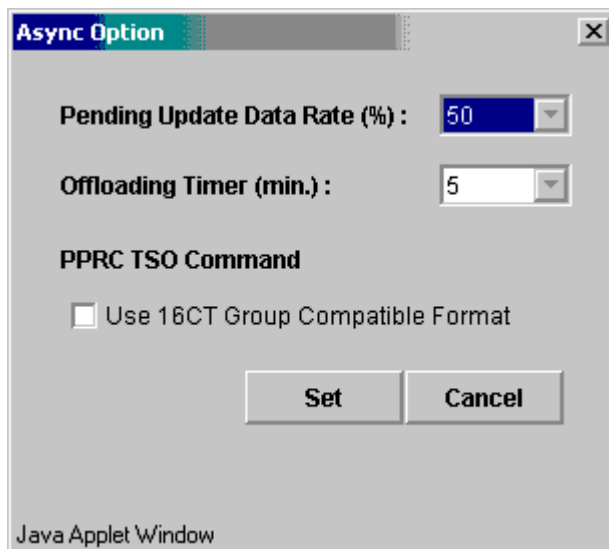 Async Option
Pending Update Data Rate (%) : 50
Offloading Timer (min.) : 5
PPRC TSO Command
Use 16CT Group Compatible Format
Set Cancel
Java Applet Window